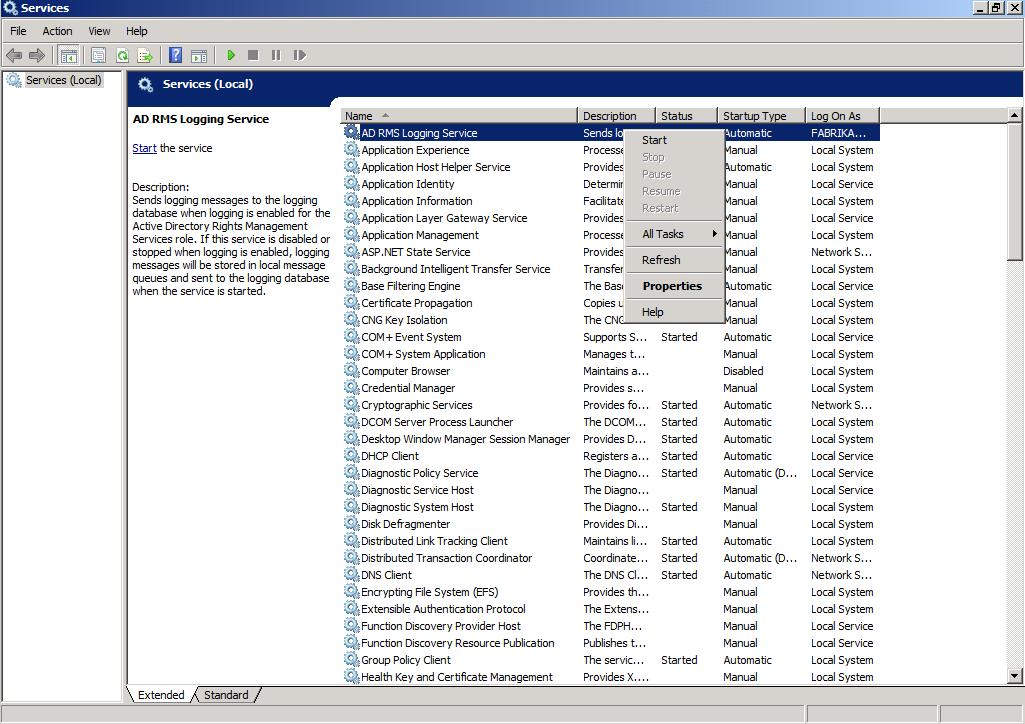 Services
File Action View Help
Services (Local)
Services (Local)
AD RMS Logging Service
Start the service
Description:
Sends logging messages to the logging
database when logging is enabled for the
Active Directory Rights Management
Services role. If this service is disabled or
stopped when logging is enabled, logging
messages will be stored in local message
queues and sent to the logging database
when the service is started.
Name Description Status Startup Type Log On As
AD RMS Logging Service Sends lo Automatic FABRIKA...
Application Experience Processe Manual Local System
Application Host Helper Service Provides Automatic Local System
Application Identity Determin Manual Local Service
Application Information Facilitate Manual Local System
Application Layer Gateway Service Provides Manual Local Service
Application Management Processe Manual Local System
ASP.NET State Service Provides Manual Network S...
Background Intelligent Transfer Service Transfer Manual Local System
Base Filtering Engine The Base Automatic Local Service
Certificate Propagation Copies u Manual Local System
CNG Key Isolation The CNG Manual Local System
COM+ Event System Supports S... Started Automatic Local Service
COM+ System Application Manages t... Manual Local System
Computer Browser Maintains a... Disabled Local System
Credential Manager Provides s... Manual Local System
Cryptographic Services Provides fo... Started Automatic Network S...
DCOM Server Process Launcher The DCOM... Started Automatic Local System
Desktop Window Manager Session Manager Provides D... Started Automatic Local System
DHCP Client Registers a... Started Automatic Local Service
Diagnostic Policy Service The Diagno... Started Automatic (D... Local Service
Diagnostic Service Host The Diagno... Manual Local Service
Diagnostic System Host The Diagno... Started Manual Local System
Disk Defragmenter Provides Di... Manual Local System
Distributed Link Tracking Client Maintains li... Started Automatic Local System
Distributed Transaction Coordinator Coordinate... Started Automatic (D... Network S...
DNS Client The DNS Cl... Started Automatic Network S...
Encrypting File System (EFS) Provides th... Manual Local System
Extensible Authentication Protocol The Extens... Manual Local System
Function Discovery Provider Host The FDPH... Manual Local Service
Function Discovery Resource Publication Publishes t... Manual Local Service
Group Policy Client The servic... Started Automatic Local System
Health Key and Certificate Management Provides X.... Manual Local System
Start
Stop
Pause
Resume
Restart
All Tasks
Refresh
Properties
Help
Extended Standard